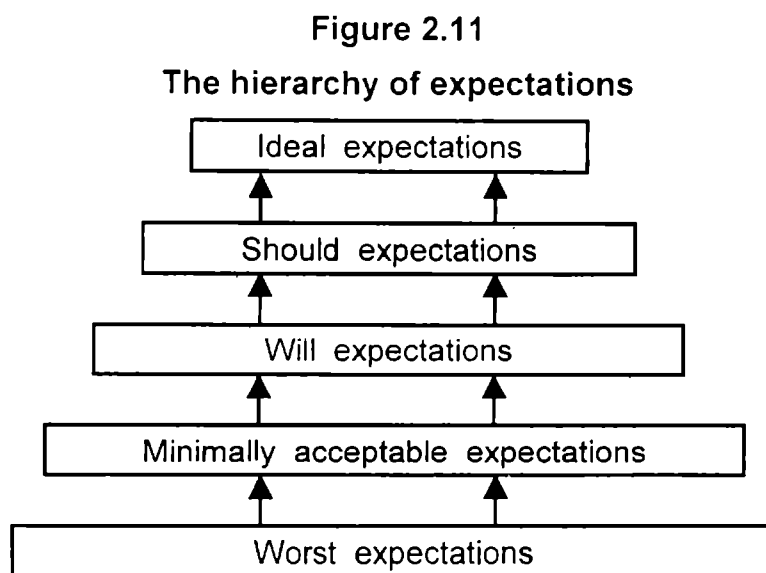 Figure 2.11
The hierarchy of expectations
Ideal expectations
Should expectations
Will expectations
Minimally acceptable expectations
Worst expectations